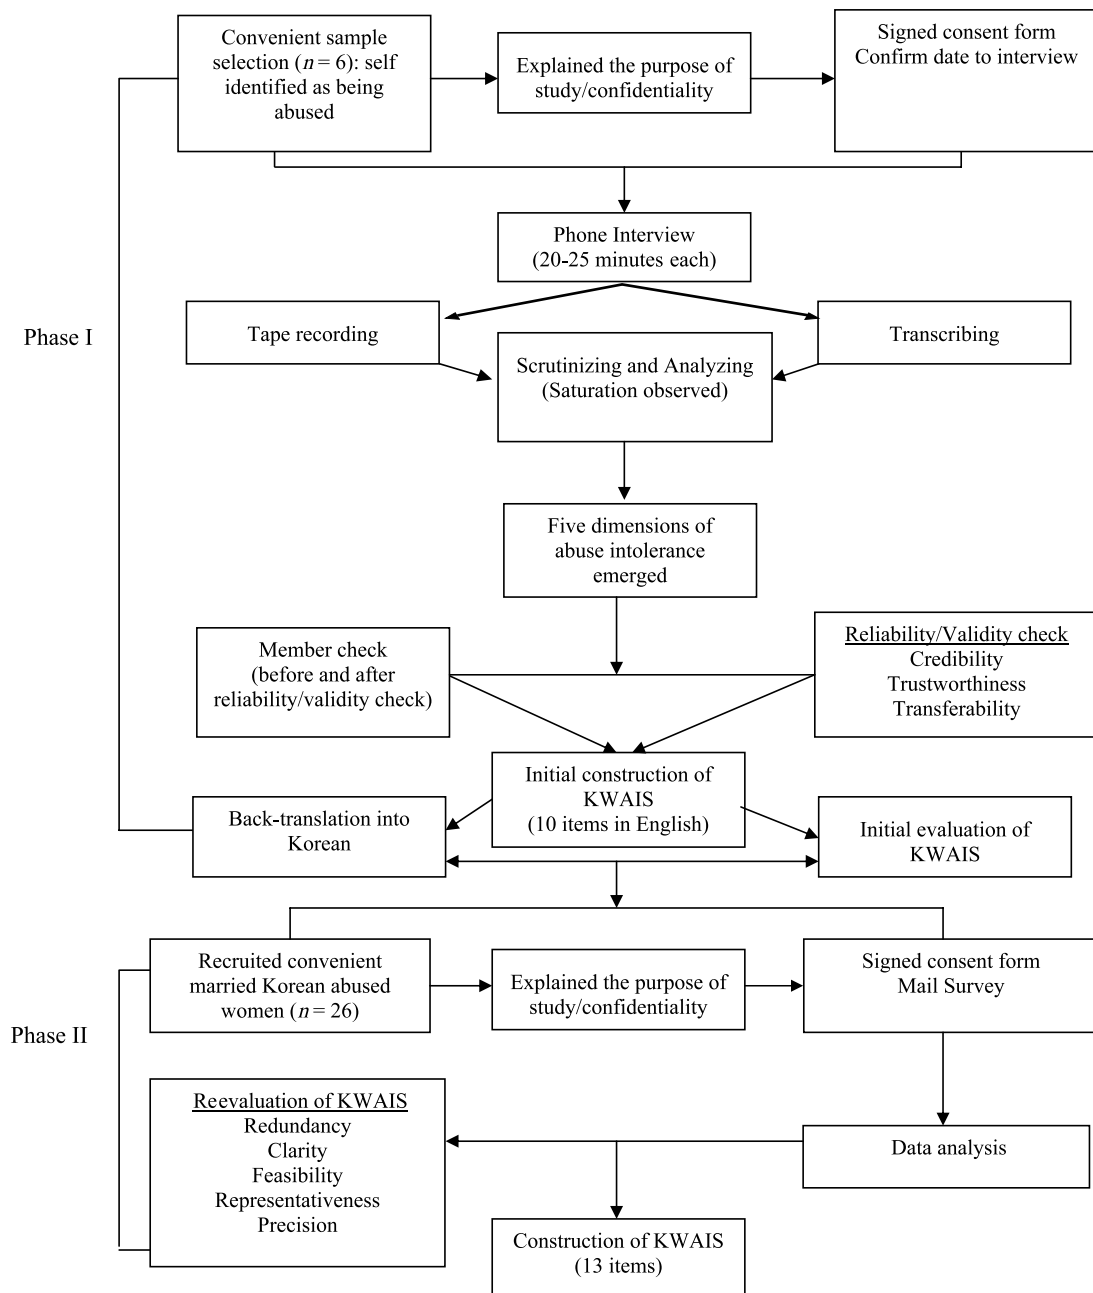 Convenient sample
selection (n = 6): self
identified as being
abused
Explained the purpose of
study/confidentiality
Signed consent form
Confirm date to interview
Phone Interview
(20-25 minutes each)
Phase I
Tape recording
Transcribing
Scrutinizing and Analyzing
(Saturation observed)
Five dimensions of
abuse intolerance
emerged
Member check
(before and after
reliability/validity check)
Reliability/Validity check
Credibility
Trustworthiness
Transferability
Initial construction of
KWAIS
(10 items in English)
Back-translation into
Korean
Initial evaluation of
KWAIS
Phase II
Recruited convenient
married Korean abused
women (n = 26)
Explained the purpose of
study/confidentiality
Signed consent form
Mail Survey
Reevaluation of KWAIS
Redundancy
Clarity
Feasibility
Representativeness
Precision
Data analysis
Construction of KWAIS
(13 items)